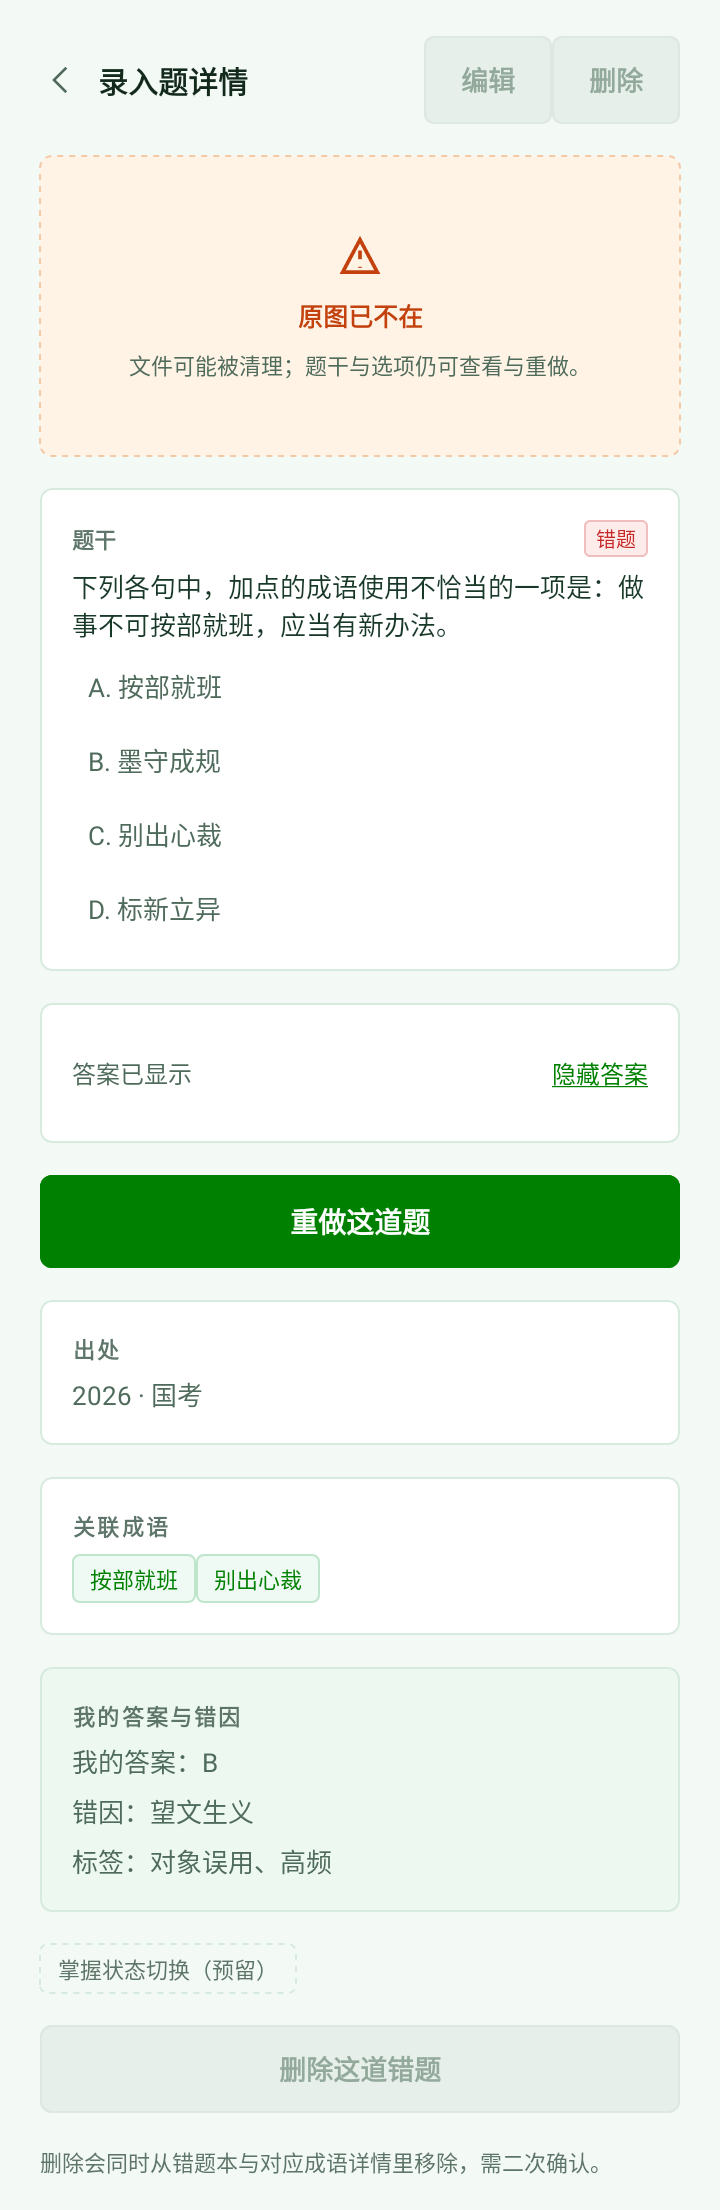 录入题详情
编辑
删除
原图已不在
文件可能被清理；题干与选项仍可查看与重做。
题干
错题
下列各句中，加点的成语使用不恰当的一项是：做
事不可按部就班，应当有新办法。
A. 按部就班
B. 墨守成规
C. 别出心裁
D. 标新立异
答案已显示
隐藏答案
重做这道题
出处
2026 · 国考
关联成语
按部就班
别出心裁
我的答案与错因
我的答案：B
错因：望文生义
标签：对象误用、高频
掌握状态切换（预留）
删除这道错题
删除会同时从错题本与对应成语详情里移除，需二次确认。